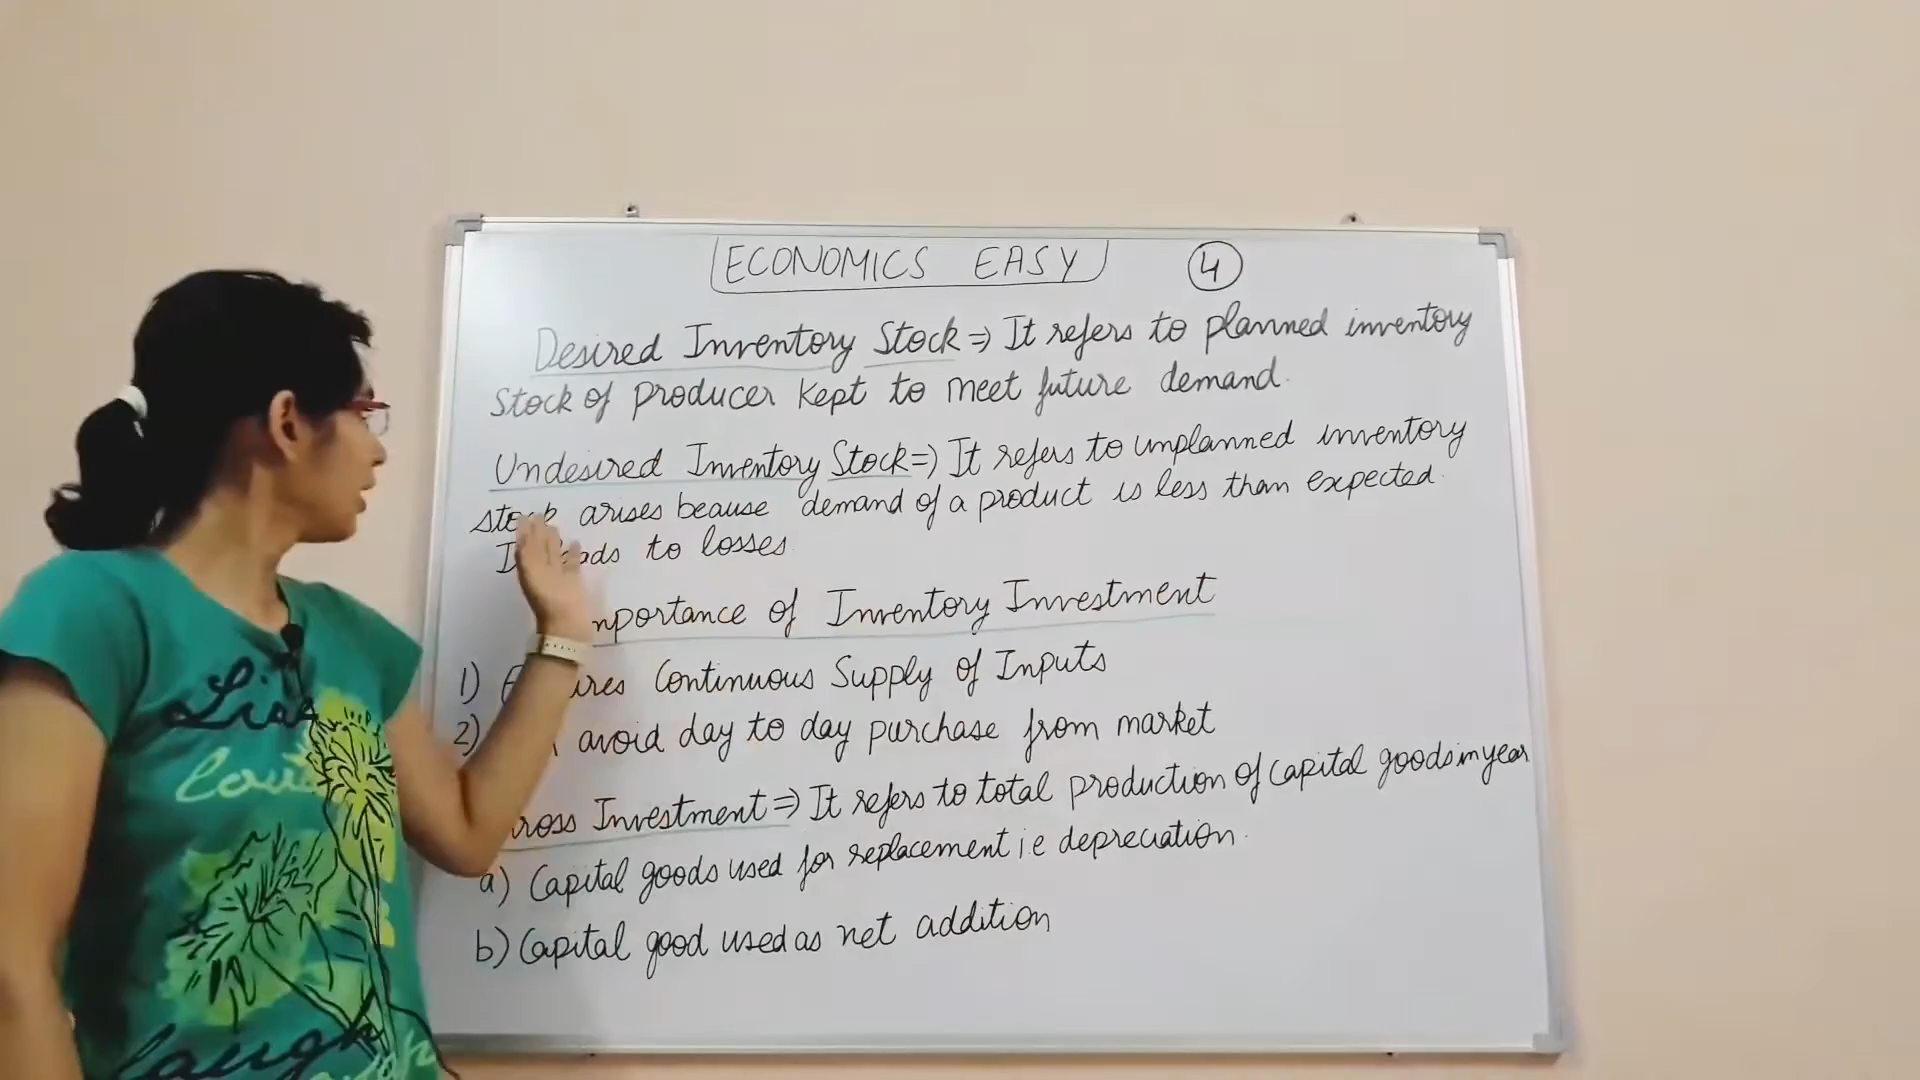 ECONOMICS EASY 4
Desired Inventory Stock ⇒ It refers to planned inventory
Stock of Producer Kept to Meet future demand.
Undesired Inventory Stock ⇒ It refers to unplanned inventory
stock arises beause demand of a product is less than expected.
to losses
of Inventory Investment
1) Continuous Supply of Inputs
2) avoid day to day purchase from market
Investment ⇒ It refers to total production of capital goods in year
a) Capital goods used for replacement i.e depreciation.
b) Capital good used as net addition
Live
love
laugh